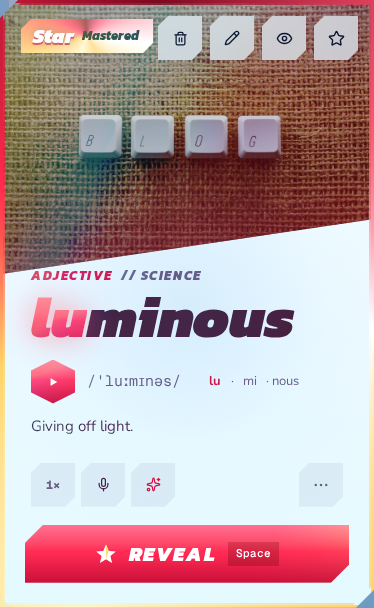 Star Mastered
B L O G
ADJECTIVE // SCIENCE
luminous
/ˈluːmɪnəs/ lu · mi · nous
Giving off light.
1×
REVEAL Space